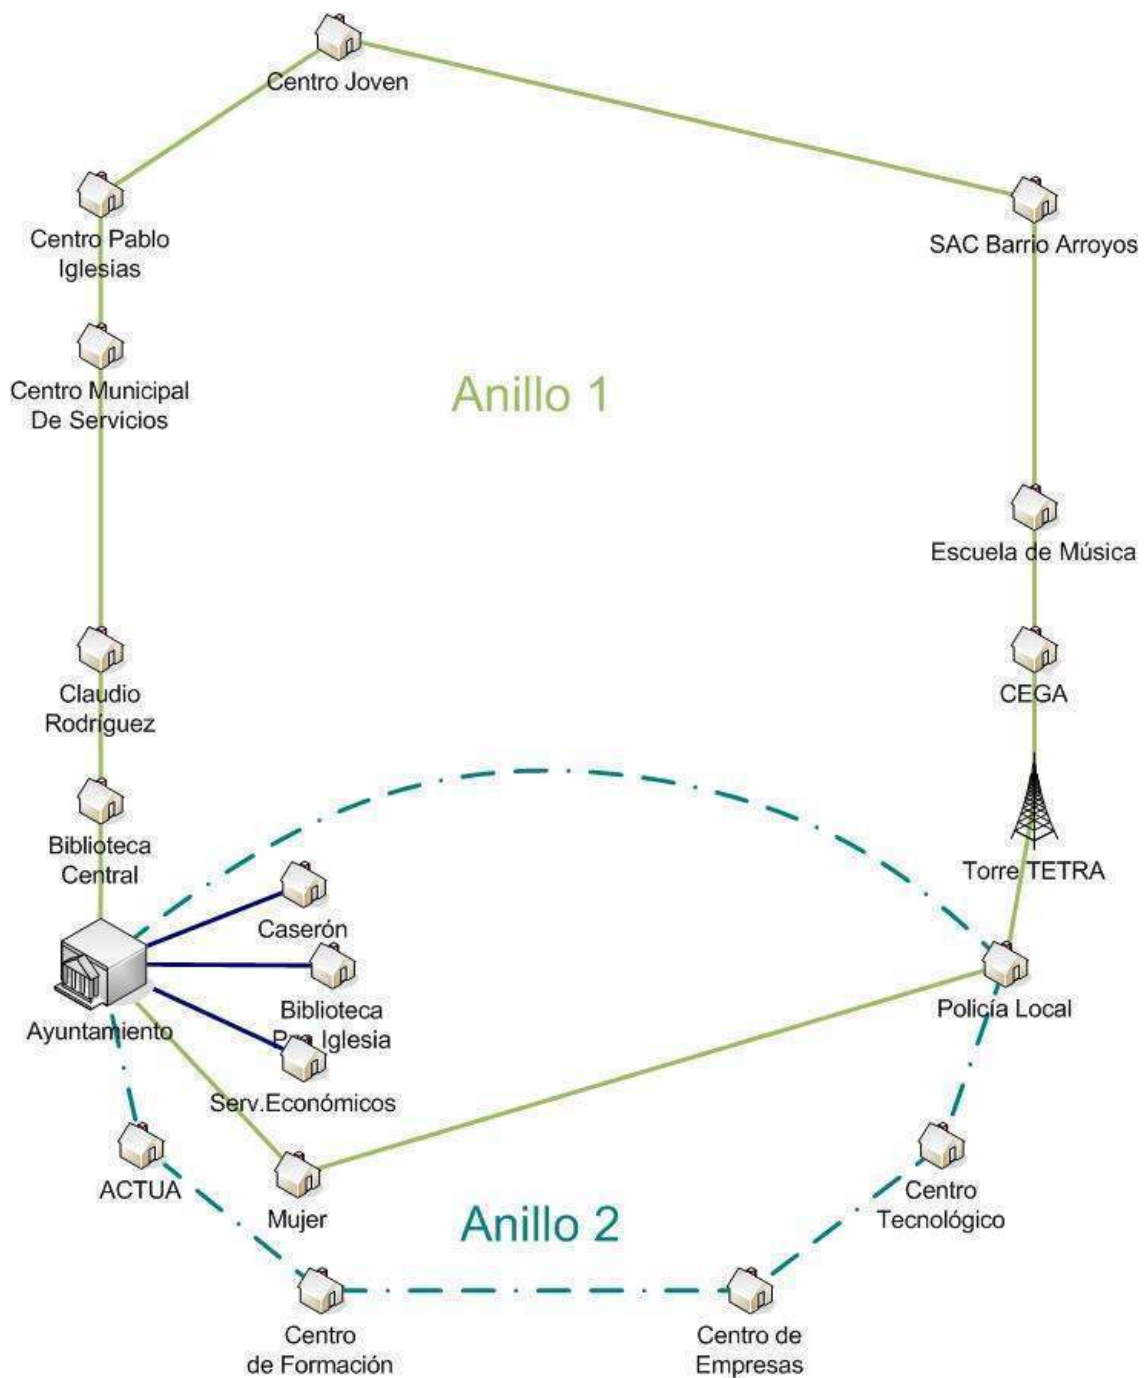 Centro Joven
Centro Pablo
Iglesias
SAC Barrio Arroyos
Centro Municipal
De Servicios
Anillo 1
Escuela de Música
Claudio
Rodríguez
CEGA
Biblioteca
Central
Torre TETRA
Caserón
Biblioteca
Iglesia
Ayuntamiento
Policía Local
Serv.Económicos
ACTUA
Mujer
Anillo 2
Centro
Tecnológico
Centro
de Formación
Centro de
Empresas